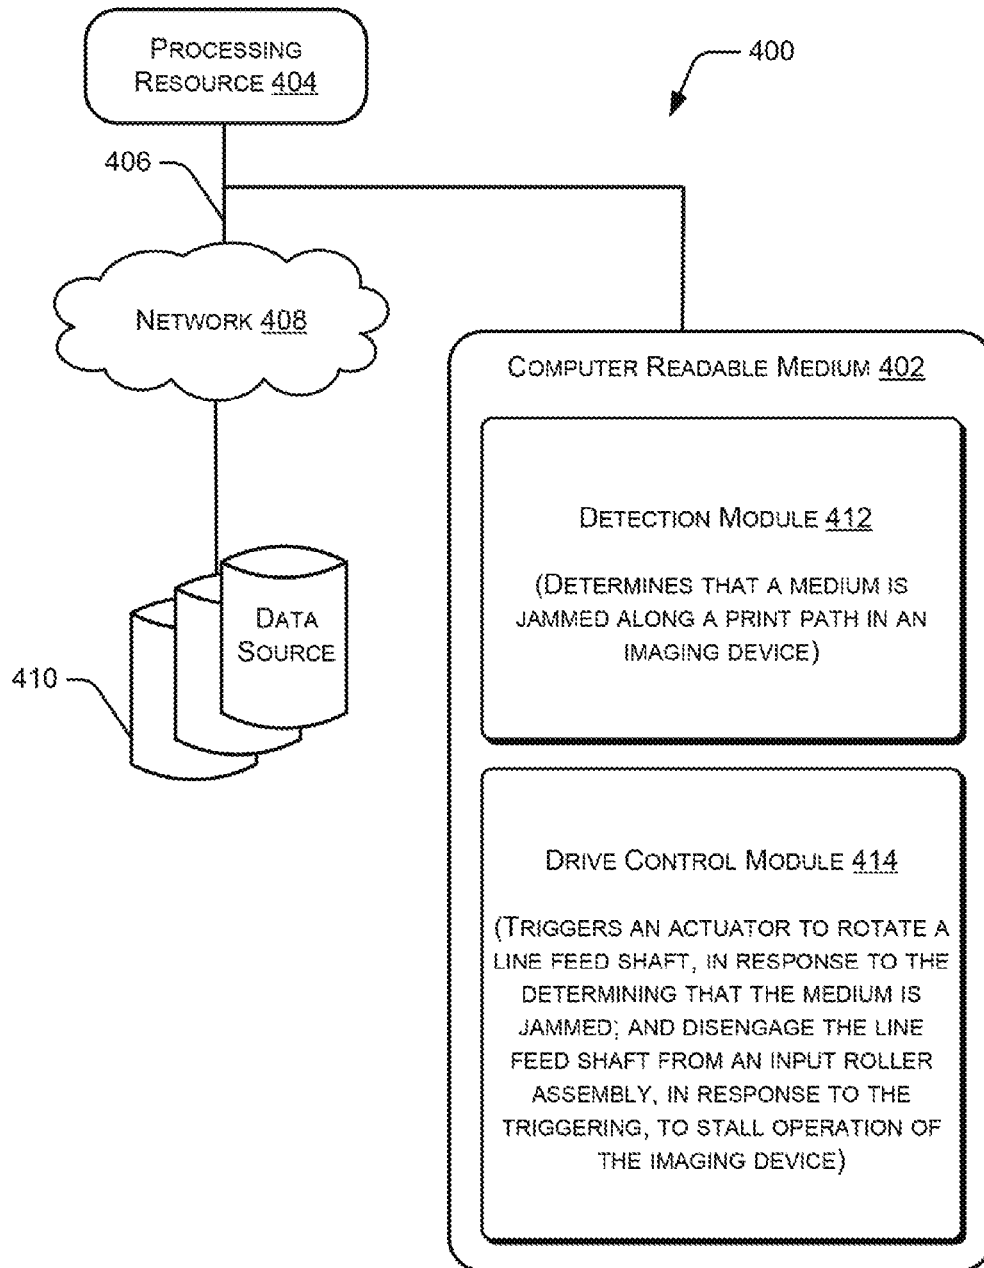 PROCESSING
RESOURCE 404
400
406
NETWORK 408
COMPUTER READABLE MEDIUM 402
DETECTION MODULE 412
(DETERMINES THAT A MEDIUM IS
JAMMED ALONG A PRINT PATH IN AN
IMAGING DEVICE)
DATA
SOURCE
410
DRIVE CONTROL MODULE 414
(TRIGGERS AN ACTUATOR TO ROTATE A
LINE FEED SHAFT, IN RESPONSE TO THE
DETERMINING THAT THE MEDIUM IS
JAMMED; AND DISENGAGE THE LINE
FEED SHAFT FROM AN INPUT ROLLER
ASSEMBLY, IN RESPONSE TO THE
TRIGGERING, TO STALL OPERATION OF
THE IMAGING DEVICE)